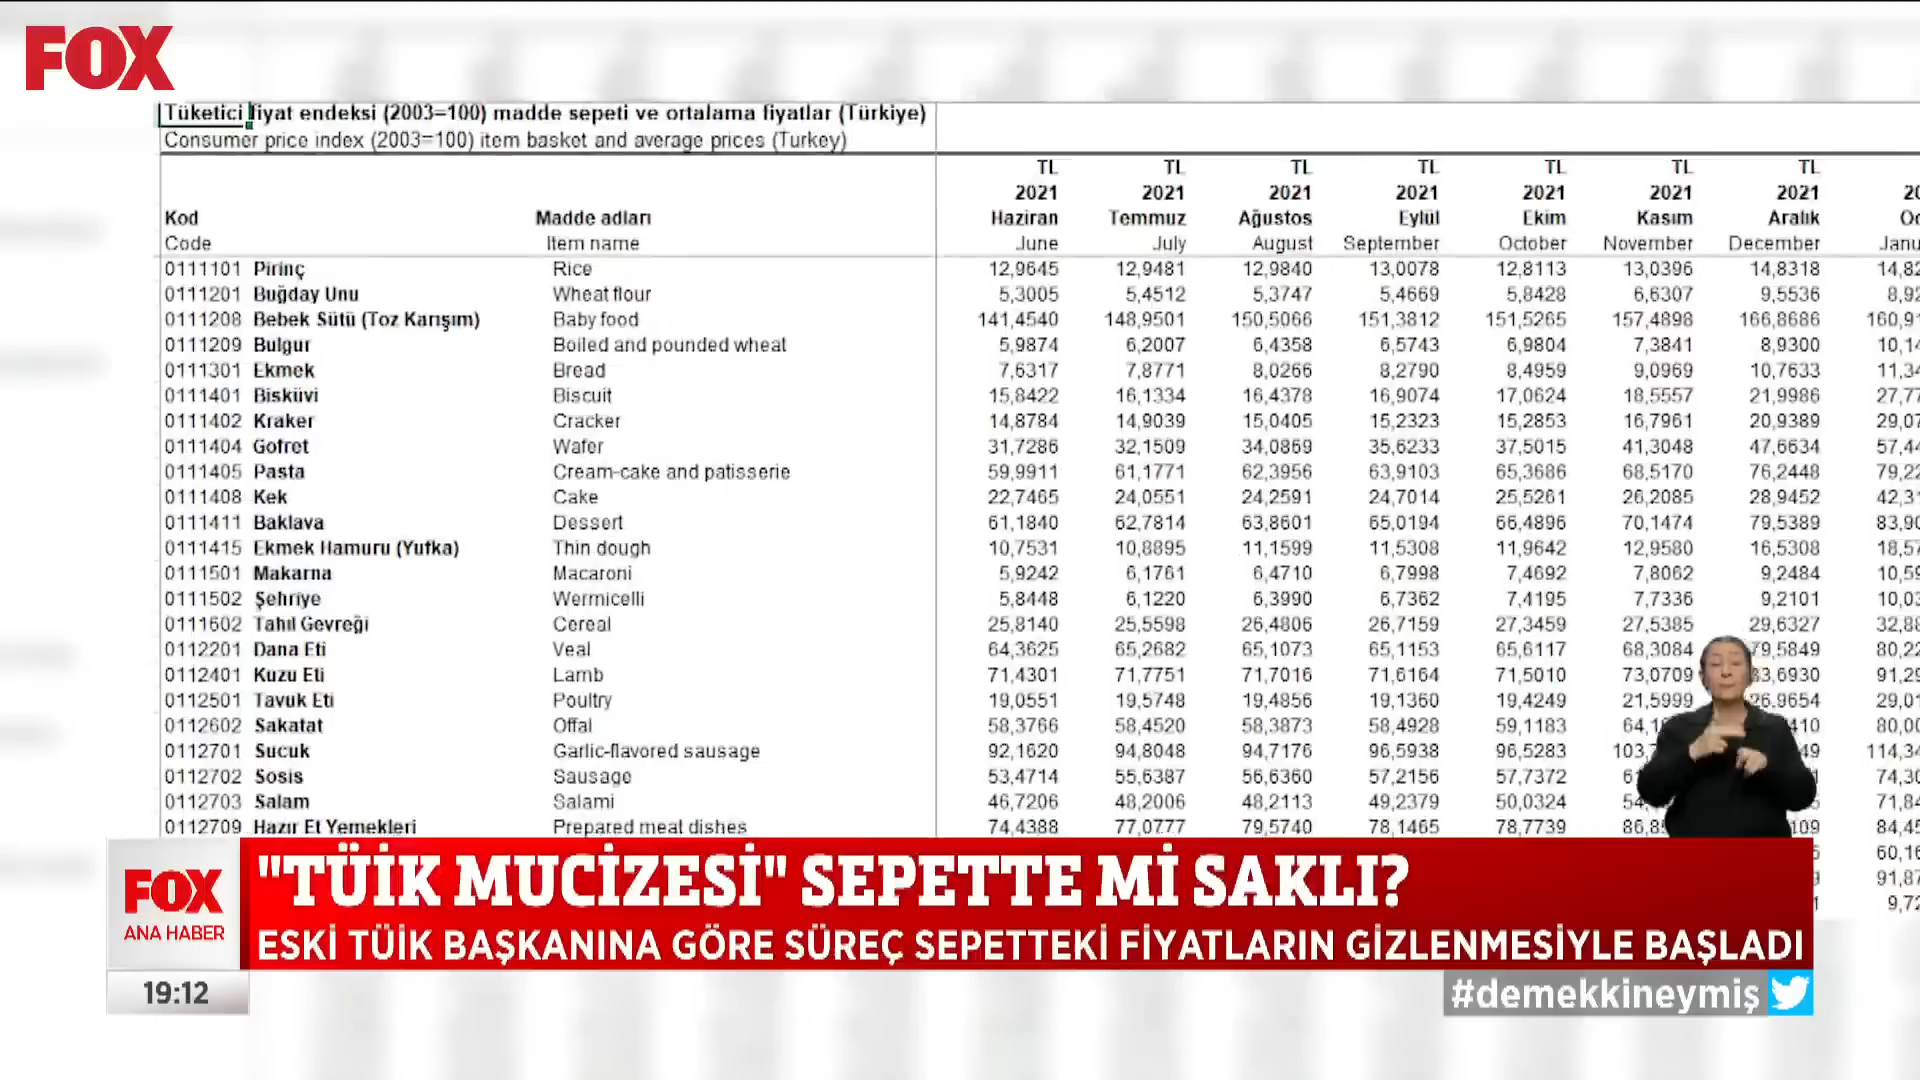 FOX
Tüketici fiyat endeksi (2003=100) madde sepeti ve ortalama fiyatlar (Türkiye)
Consumer price index (2003=100) item basket and average prices (Turkey)
TL TL TL TL TL TL TL
2021 2021 2021 2021 2021 2021 2021
Kod Madde adları Haziran Temmuz Ağustos Eylül Ekim Kasım Aralık
Code Item name June July August September October November December
0111101 Pirinç Rice 12,9645 12,9481 12,9840 13,0078 12,8113 13,0396 14,8318
0111201 Buğday Unu Wheat flour 5,3005 5,4512 5,3747 5,4669 5,8428 6,6307 9,5536
0111208 Bebek Sütü (Toz Karışım) Baby food 141,4540 148,9501 150,5066 151,3812 151,5265 157,4898 166,8686
0111209 Bulgur Boiled and pounded wheat 5,9874 6,2007 6,4358 6,5743 6,9804 7,3841 8,9300
0111301 Ekmek Bread 7,6317 7,8771 8,0266 8,2790 8,4959 9,0969 10,7633
0111401 Bisküvi Biscuit 15,8422 16,1334 16,4378 16,9074 17,0624 18,5557 21,9986
0111402 Kraker Cracker 14,8784 14,9039 15,0405 15,2323 15,2853 16,7961 20,9389
0111404 Gofret Wafer 31,7286 32,1509 34,0869 35,6233 37,5015 41,3048 47,6634
0111405 Pasta Cream-cake and patisserie 59,9911 61,1771 62,3956 63,9103 65,3686 68,5170 76,2448
0111408 Kek Cake 22,7465 24,0551 24,2591 24,7014 25,5261 26,2085 28,9452
0111411 Baklava Dessert 61,1840 62,7814 63,8601 65,0194 66,4896 70,1474 79,5389
0111415 Ekmek Hamuru (Yufka) Thin dough 10,7531 10,8895 11,1599 11,5308 11,9642 12,9580 16,5308
0111501 Makarna Macaroni 5,9242 6,1761 6,4710 6,7998 7,4692 7,8062 9,2484
0111502 Şehriye Wermicelli 5,8448 6,1220 6,3990 6,7362 7,4195 7,7336 9,2101
0111602 Tahıl Gevreği Cereal 25,8140 25,5598 26,4806 26,7159 27,3459 27,5385 29,6327
0112201 Dana Eti Veal 64,3625 65,2682 65,1073 65,1153 65,6117 68,3084 79,5849
0112401 Kuzu Eti Lamb 71,4301 71,7751 71,7016 71,6164 71,5010 73,0709
0112501 Tavuk Eti Poultry 19,0551 19,5748 19,4856 19,1360 19,4249 21,5999 26,9654
0112602 Sakatat Offal 58,3766 58,4520 58,3873 58,4928 59,1183
0112701 Sucuk Garlic-flavored sausage 92,1620 94,8048 94,7176 96,5938 96,5283
0112702 Sosis Sausage 53,4714 55,6387 56,6360 57,2156 57,7372
0112703 Salam Salami 46,7206 48,2006 48,2113 49,2379 50,0324
0112709 Hazır Et Yemekleri Prepared meat dishes 74,4388 77,0777 79,5740 78,1465 78,7739
FOX
ANA HABER
"TÜİK MUCİZESİ" SEPETTE Mİ SAKLI?
ESKİ TÜİK BAŞKANINA GÖRE SÜREÇ SEPETTEKİ FİYATLARIN GİZLENMESİYLE BAŞLADI
19:12
#demekkineymiş